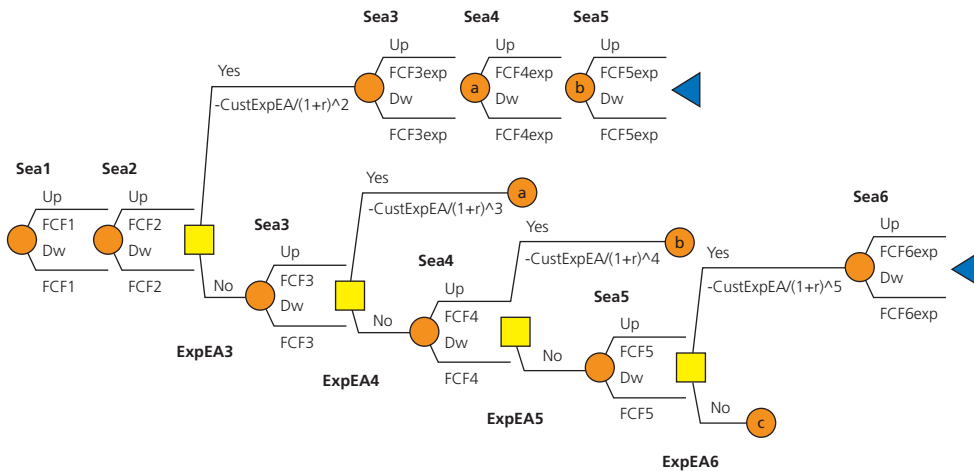 Sea3
Sea4
Sea5
Up
Up
Up
Yes
FCF3exp
FCF4exp
FCF5exp
a
b
Dw
Dw
Dw
-CustExpEA/(1+r)^2
FCF3exp
FCF4exp
FCF5exp
Sea1
Sea2
Yes
Up
Up
a
Sea6
Sea3
-CustExpEA/(1+r)^3
FCF1
FCF2
Up
Yes
Dw
Dw
b
FCF6exp
Up
Sea4
-CustExpEA/(1+r)^4
Yes
FCF1
FCF2
Dw
FCF3
Sea5
-CustExpEA/(1+r)^5
No
Dw
Up
FCF6exp
FCF4
No
Up
FCF3
Dw
FCF5
ExpEA3
No
Dw
FCF4
ExpEA4
FCF5
No
ExpEA5
c
ExpEA6